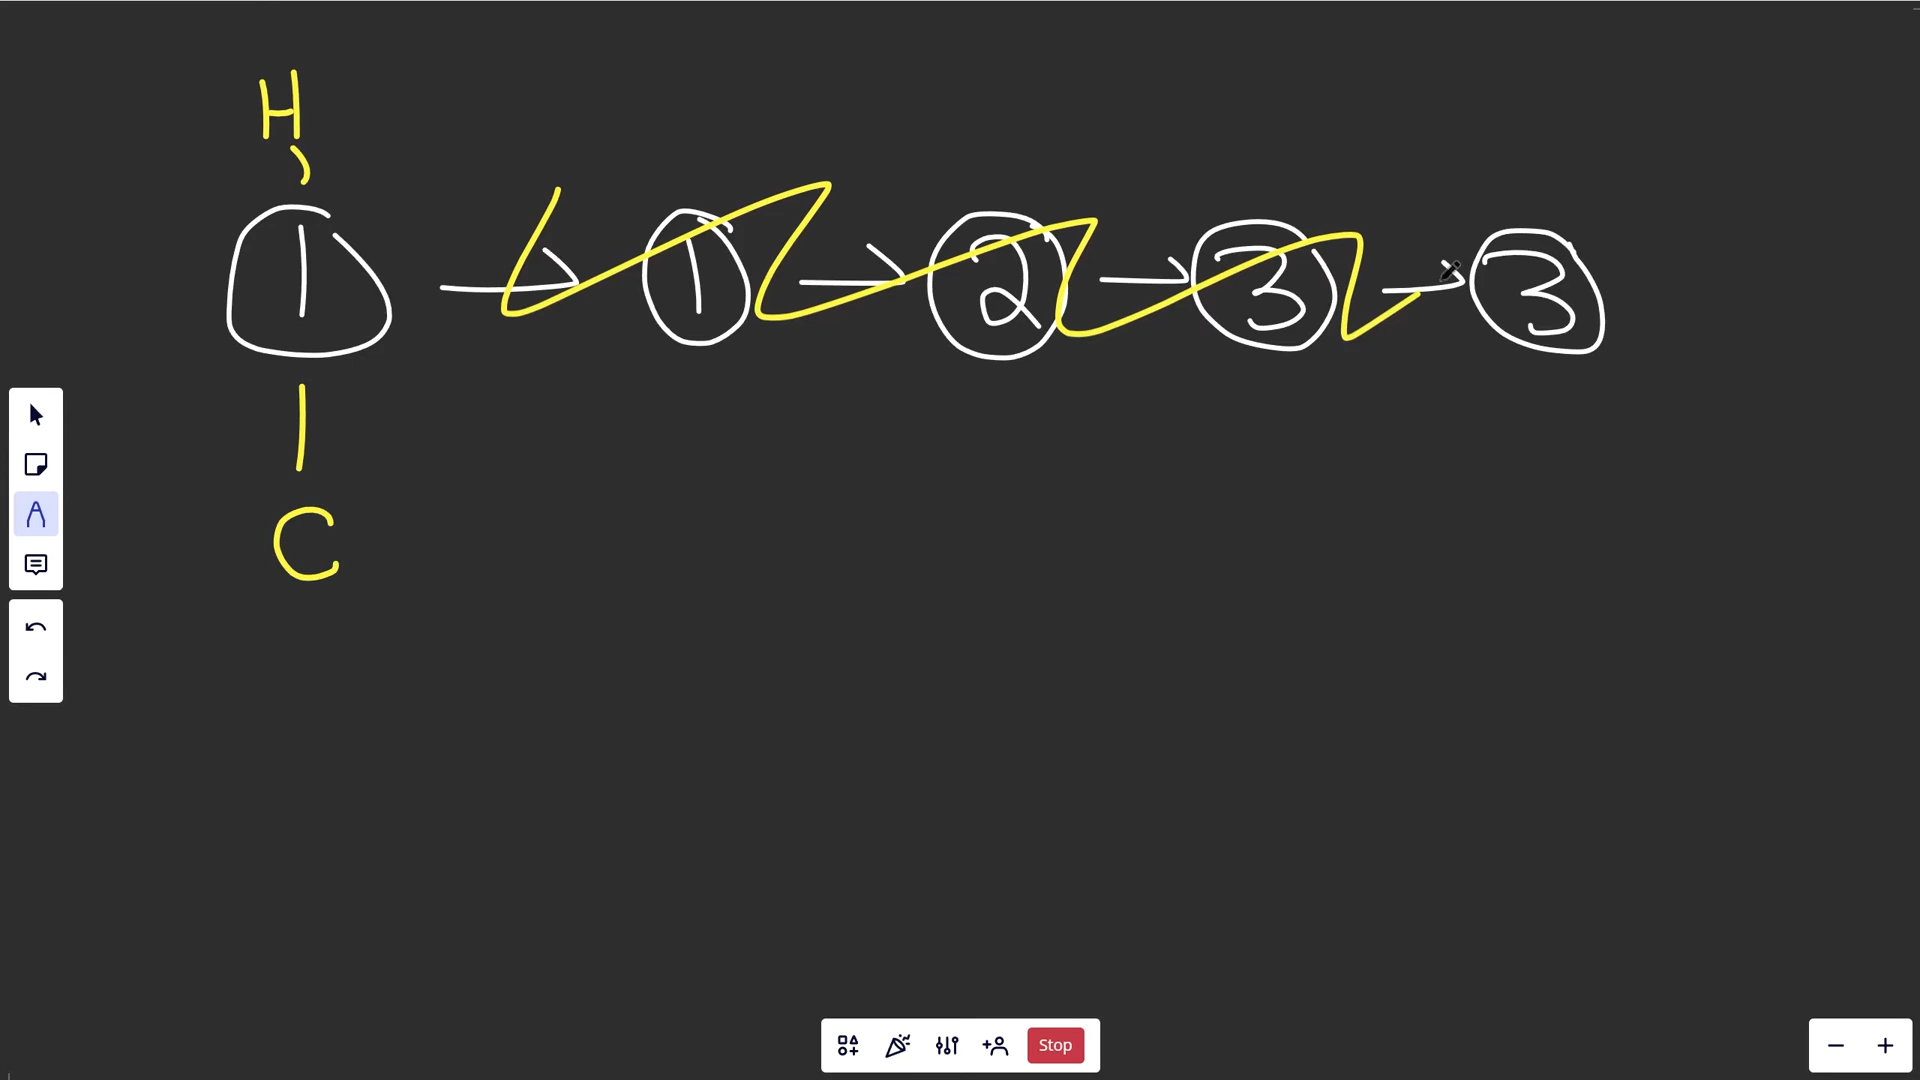 H
1 → 1 → 2 → 3 → 3
C
Stop